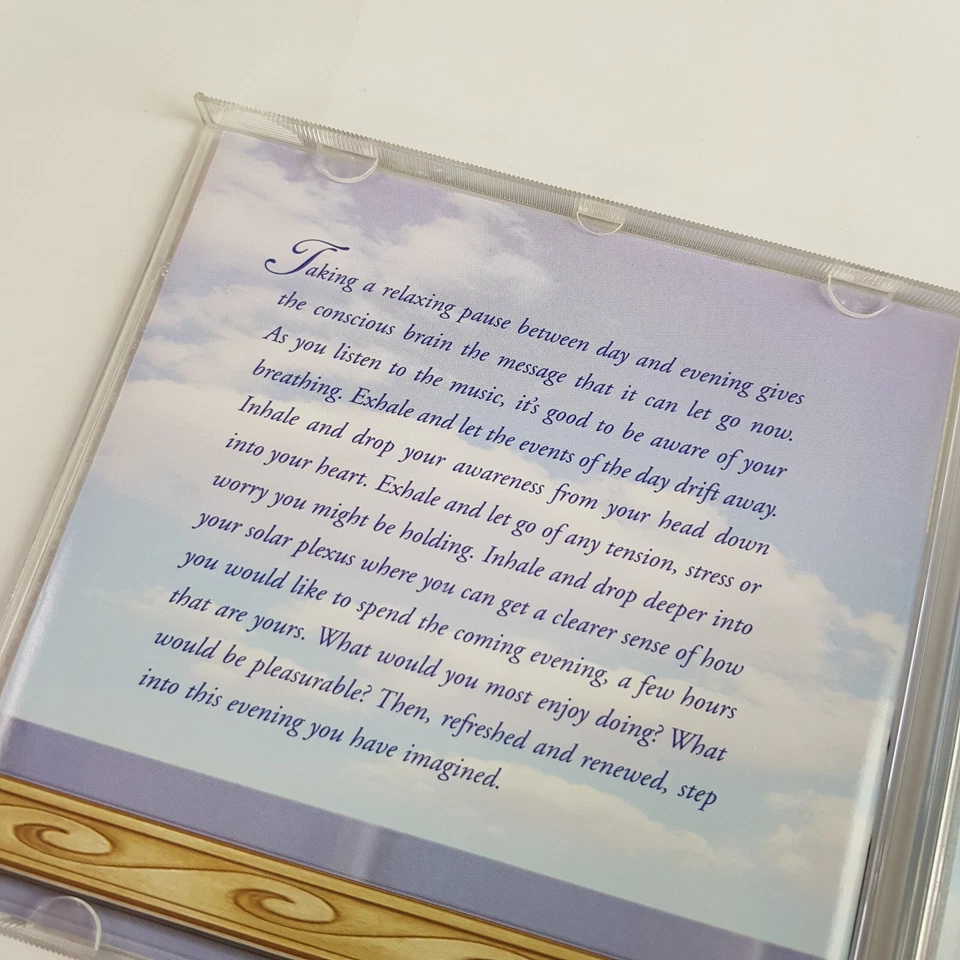 Taking a relaxing pause between day and evening gives
the conscious brain the message that it can let go now.
As you listen to the music, it's good to be aware of your
breathing. Exhale and let the events of the day drift away.
Inhale and drop your awareness from your head down
into your heart. Exhale and let go of any tension, stress or
worry you might be holding. Inhale and drop deeper into
your solar plexus where you can get a clearer sense of how
you would like to spend the coming evening, a few hours
that are yours. What would you most enjoy doing? What
would be pleasurable? Then, refreshed and renewed, step
into this evening you have imagined.